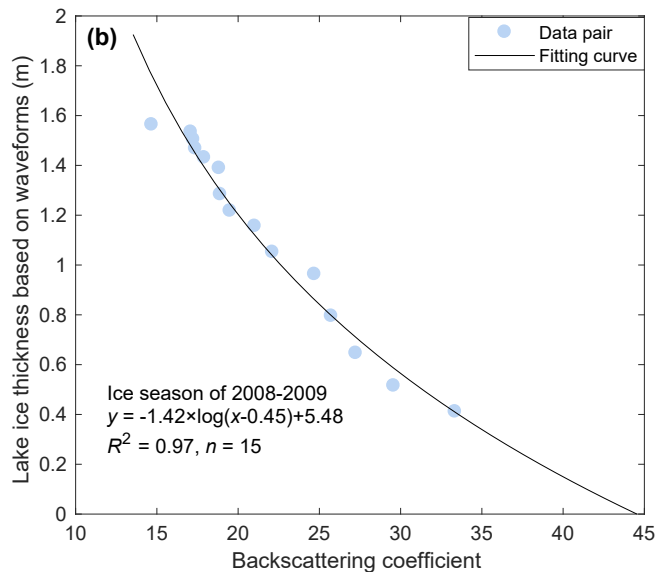 (b)
Data pair
Fitting curve
Lake ice thickness based on waveforms (m)
2
1.8
1.6
1.4
1.2
1
0.8
0.6
0.4
0.2
0
Ice season of 2008-2009
y = -1.42×log(x-0.45)+5.48
R² = 0.97, n = 15
10 15 20 25 30 35 40 45
Backscattering coefficient